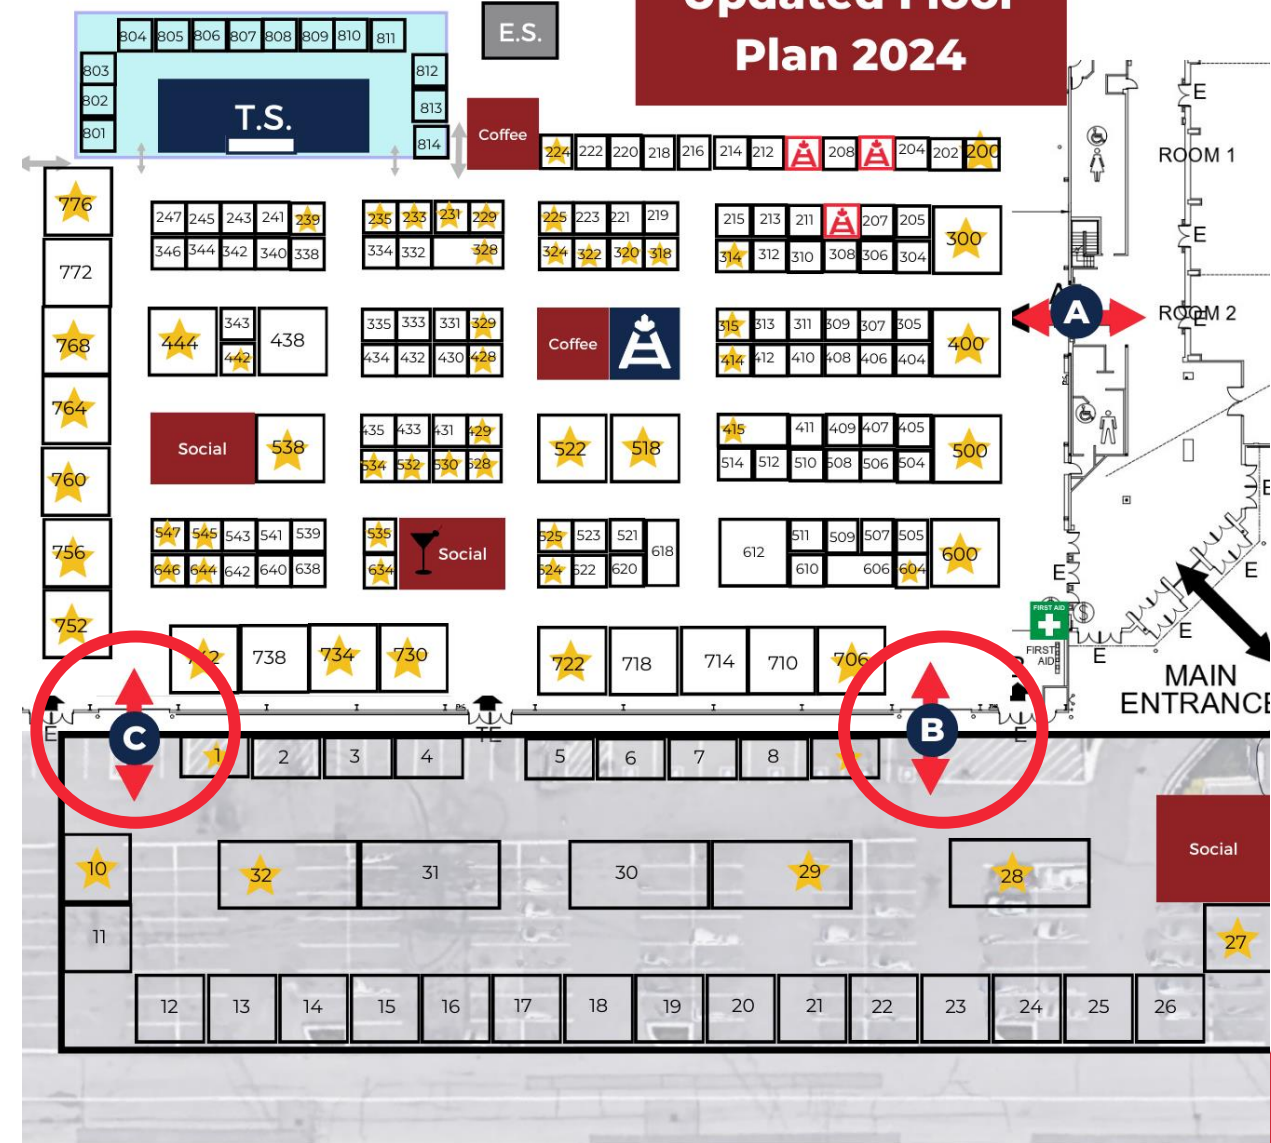 Updated Floor
Plan 2024
E.S.
804 805 806 807 808 809 810 811
803 812
802 813
801 814
T.S.
Coffee
224 222 220 218 216 214 212 208 204 202 200
ROOM 1
776
247 245 243 241 239 235 233 231 229 225 223 221 219 215 213 211 207 205
346 344 342 340 338 334 332 328 324 322 320 318 314 312 310 308 306 304 300
772
768
444 343 442 438
335 333 331 329
434 432 430 428
Coffee
315 313 311 309 307 305
414 412 410 408 406 404 400
A
ROOM 2
764
Social
538
435 433 431 429
534 532 530 528
522 518
415 411 409 407 405
514 512 510 508 506 504 500
760
756
547 545 543 541 539
646 644 642 640 638
535
634
Social
525 523 521
624 622 620 618
612
511 509 507 505
610 606 604 600
FIRST AID
FIRST
AID
752
742 738 734 730
722 718 714 710 706
MAIN
ENTRANCE
E
E
E
E
E
E
E
E
E
TE
E
C
B
1 2 3 4 5 6 7 8
10 32 31 30 29 28
Social
11
27
12 13 14 15 16 17 18 19 20 21 22 23 24 25 26